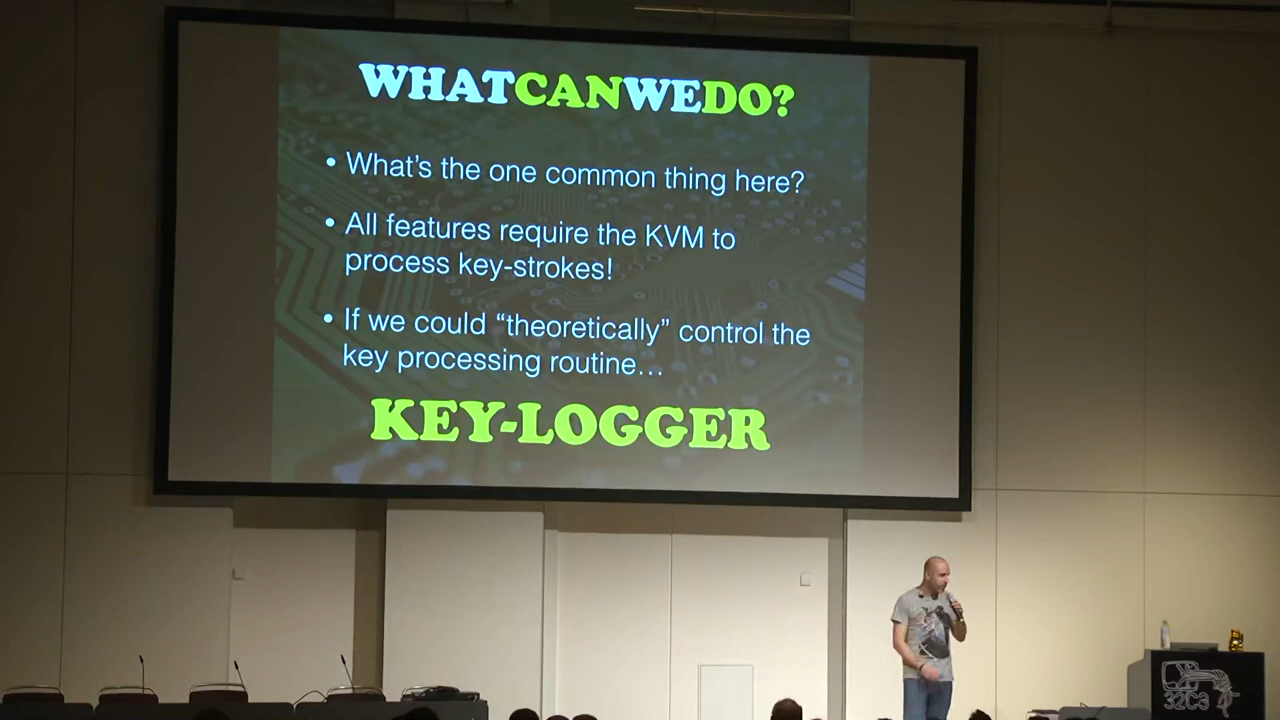 WHATCANWEDO?
• What's the one common thing here?
• All features require the KVM to
process key-strokes!
• If we could “theoretically” control the
key processing routine…
KEY-LOGGER
32C3